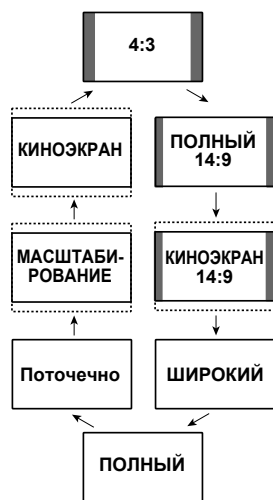 4:3
КИНОЭКРАН
ПОЛНЫЙ
14:9
МАСШТАБИ-
РОВАНИЕ
КИНОЭКРАН
14:9
Поточечно
ШИРОКИЙ
ПОЛНЫЙ